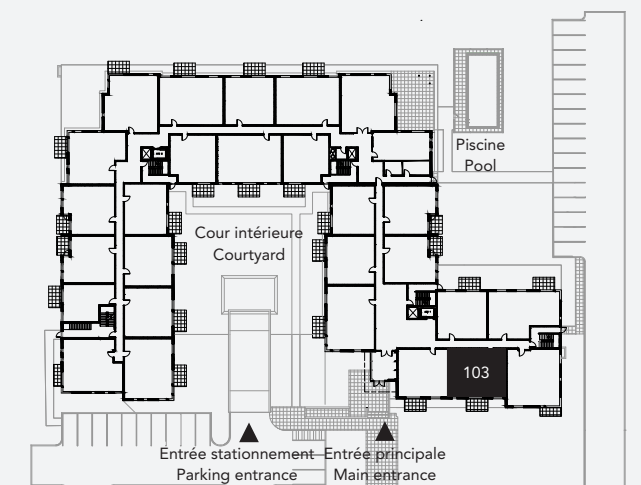 Piscine
Pool
Cour intérieure
Courtyard
103
Entrée stationnement
Parking entrance
Entrée principale
Main entrance